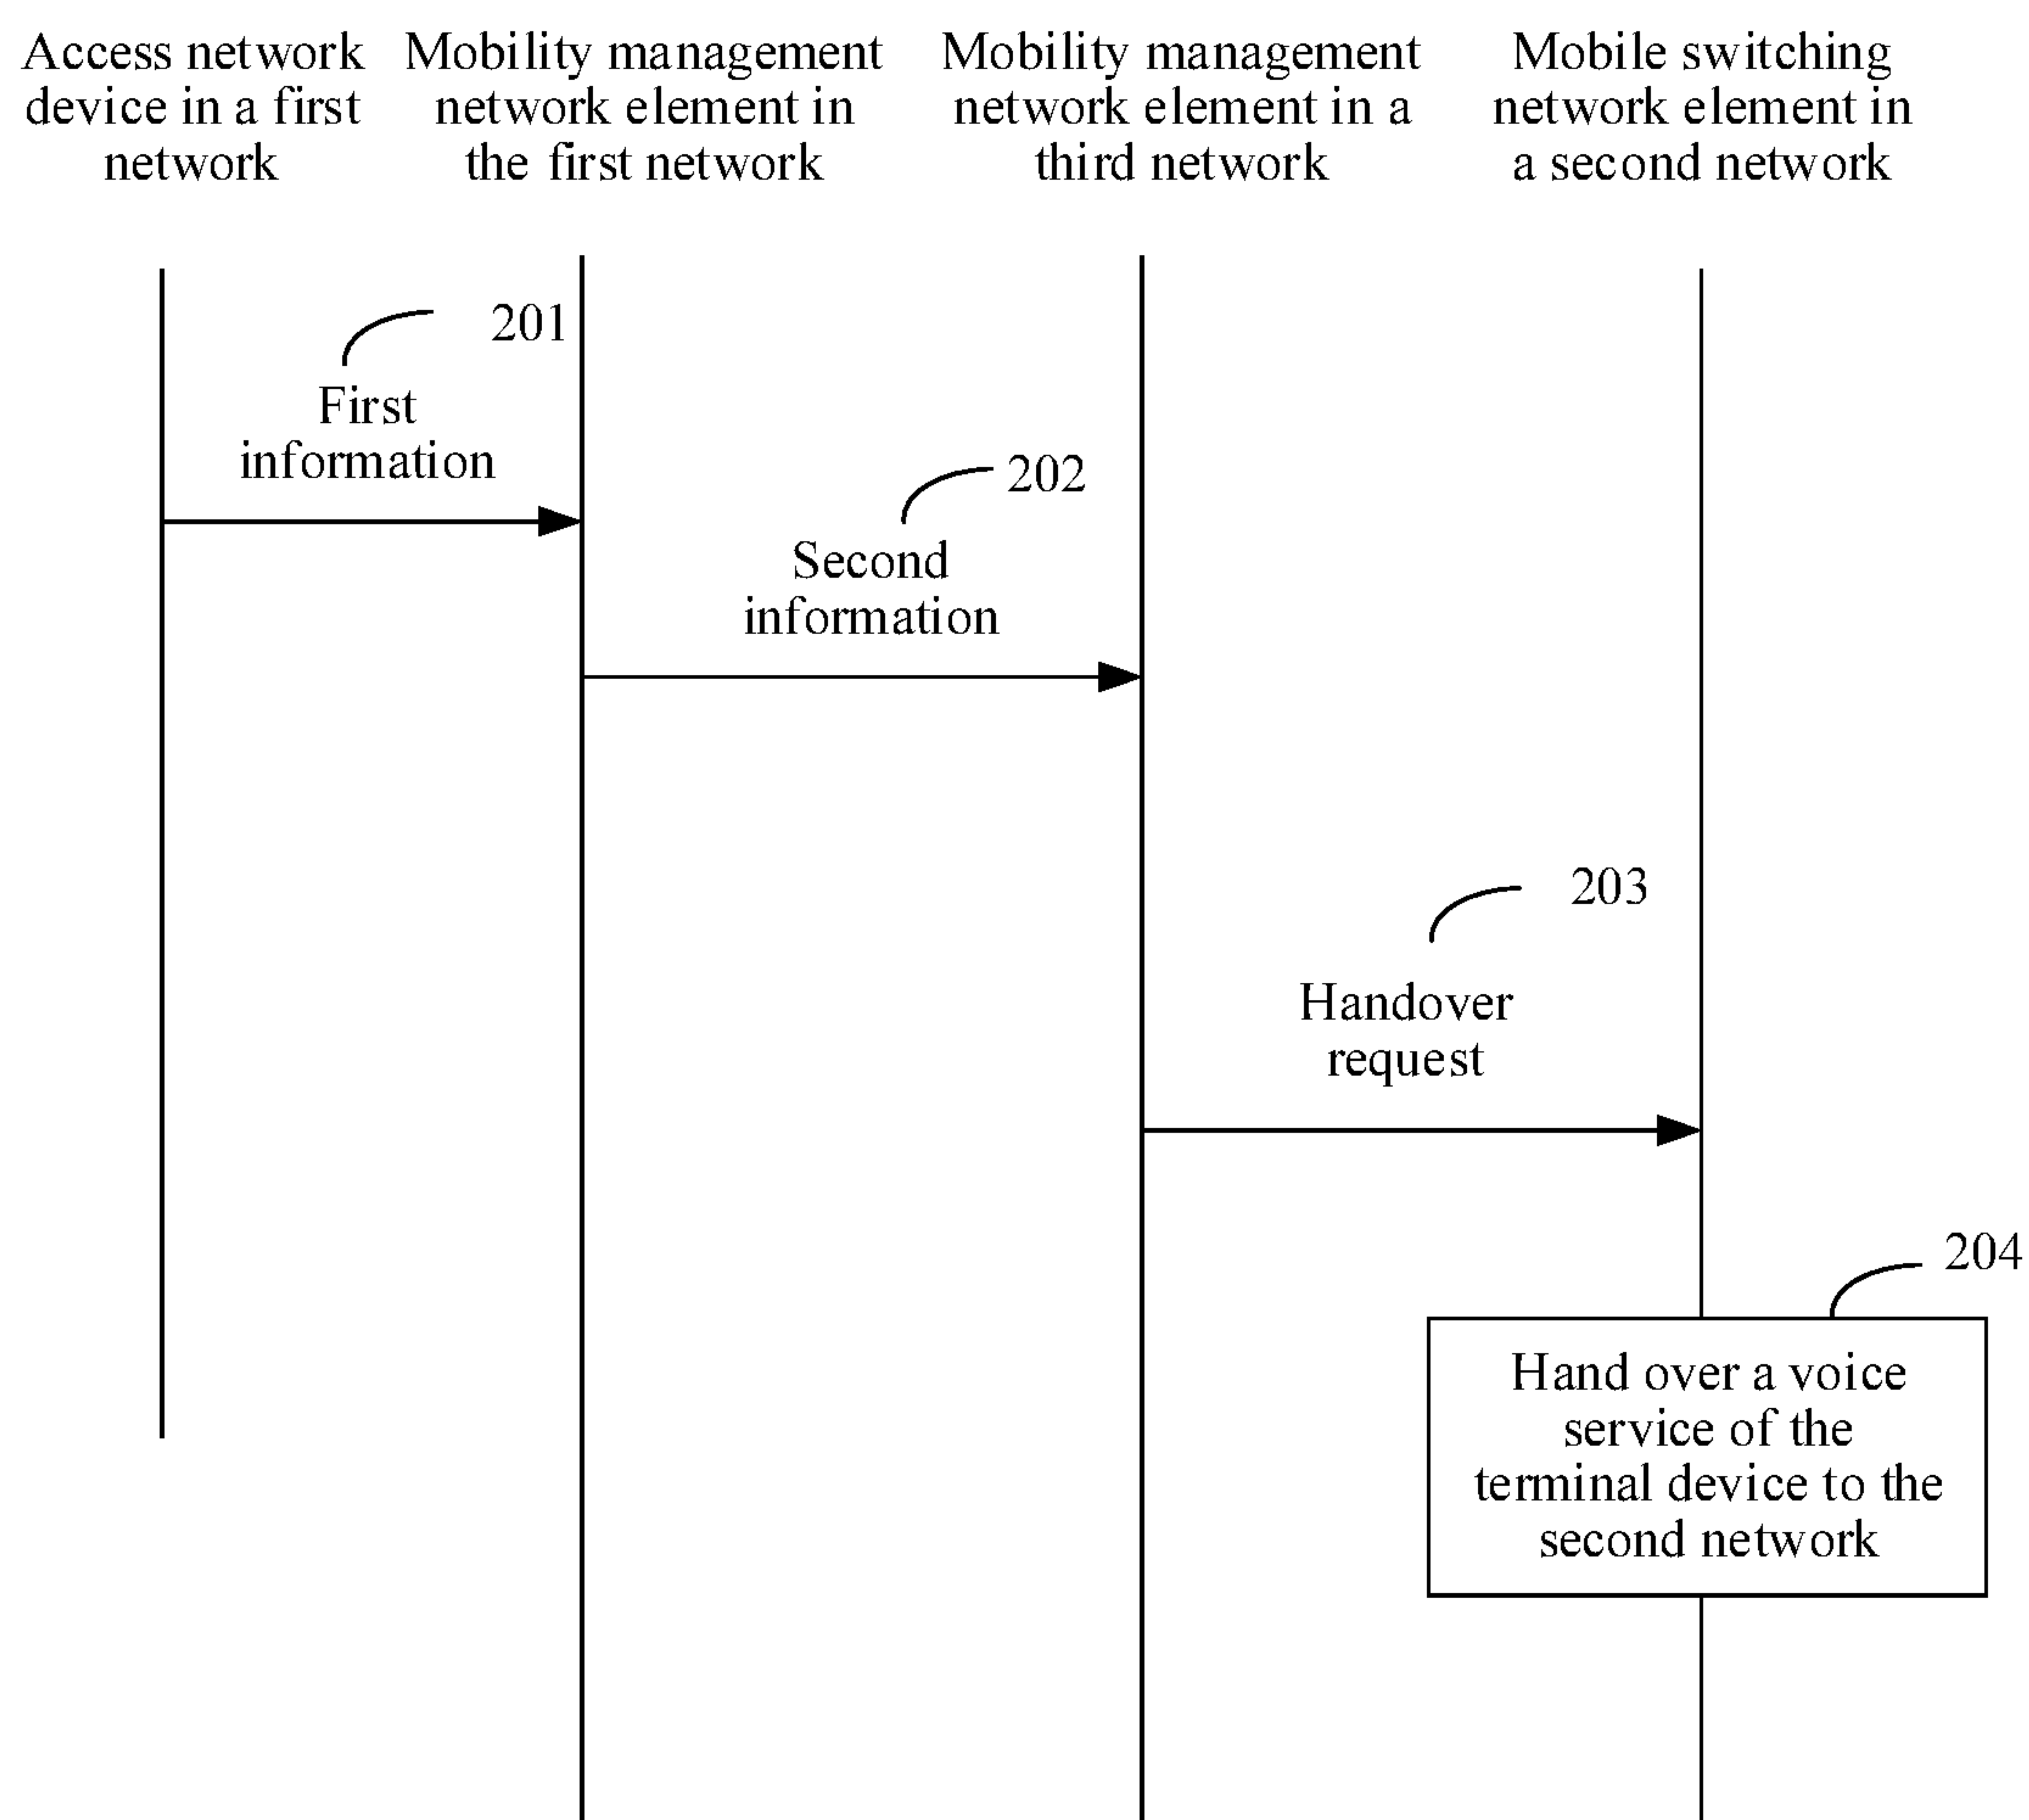 Access network
device in a first
network
Mobility management
network element in
the first network
Mobility management
network element in a
third network
Mobile switching
network element in
a second network
201
First
information
202
Second
information
203
Handover
request
204
Hand over a voice
service of the
terminal device to the
second network